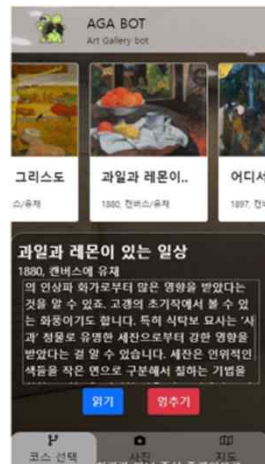 AGA BOT
Art Gallery bot
그리스도
과일과 레몬이..
어디서
스/유채
1880, 캔버스/유채
1897, 캔버
과일과 레몬이 있는 일상
1880, 캔버스에 유채
의 인상파 화가로부터 많은 영향을 받았다는
것을 알 수 있죠. 고갱의 초기작에서 볼 수 있
는 화풍이기도 합니다. 특히 식탁보 묘사는 '사
과' 정물로 유명한 세잔으로부터 강한 영향을
받았다는 걸 알 수 있습니다. 세잔은 인위적인
색들을 작은 면으로 구분해서 칠하는 기법을
읽기
멈추기
코스 선택
사진
지도